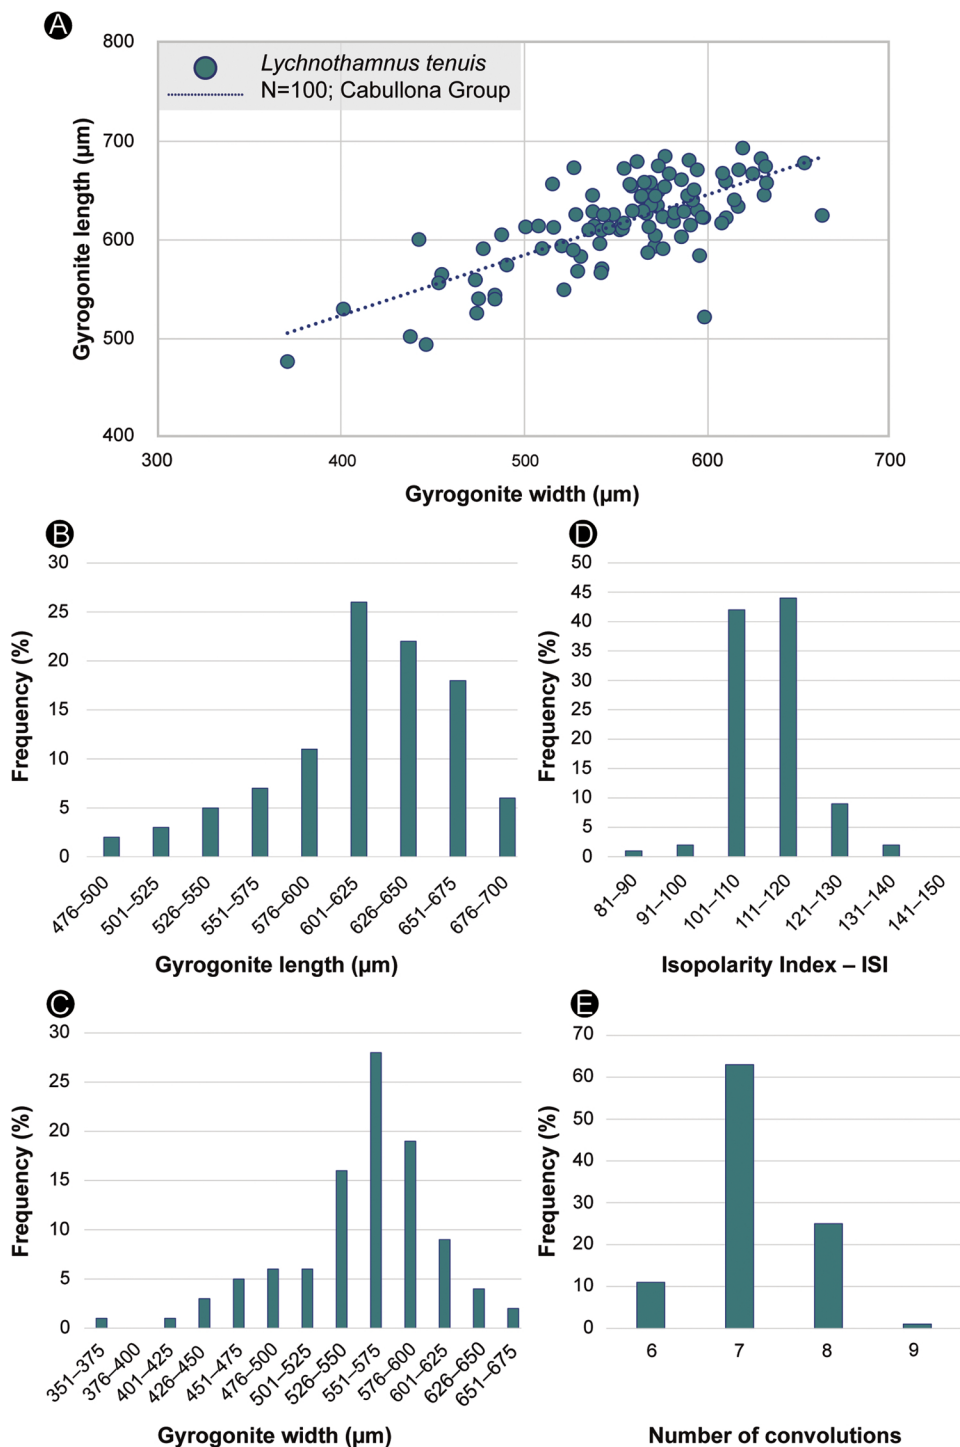 A
800
700
600
500
400
Gyrogonite length (µm)
Lychnothamnus tenuis
N=100; Cabullona Group
300 400 500 600 700
Gyrogonite width (µm)
B
30
25
20
15
10
5
0
Frequency (%)
476–500 501–525 526–550 551–575 576–600 601–625 626–650 651–675 676–700
Gyrogonite length (µm)
D
50
45
40
35
30
25
20
15
10
5
0
Frequency (%)
81–90 91–100 101–110 111–120 121–130 131–140 141–150
Isopolarity Index – ISI
C
30
25
20
15
10
5
0
Frequency (%)
351–375 376–400 401–425 426–450 451–475 476–500 501–525 526–550 551–575 576–600 601–625 626–650 651–675
Gyrogonite width (µm)
E
70
60
50
40
30
20
10
0
Frequency (%)
6 7 8 9
Number of convolutions